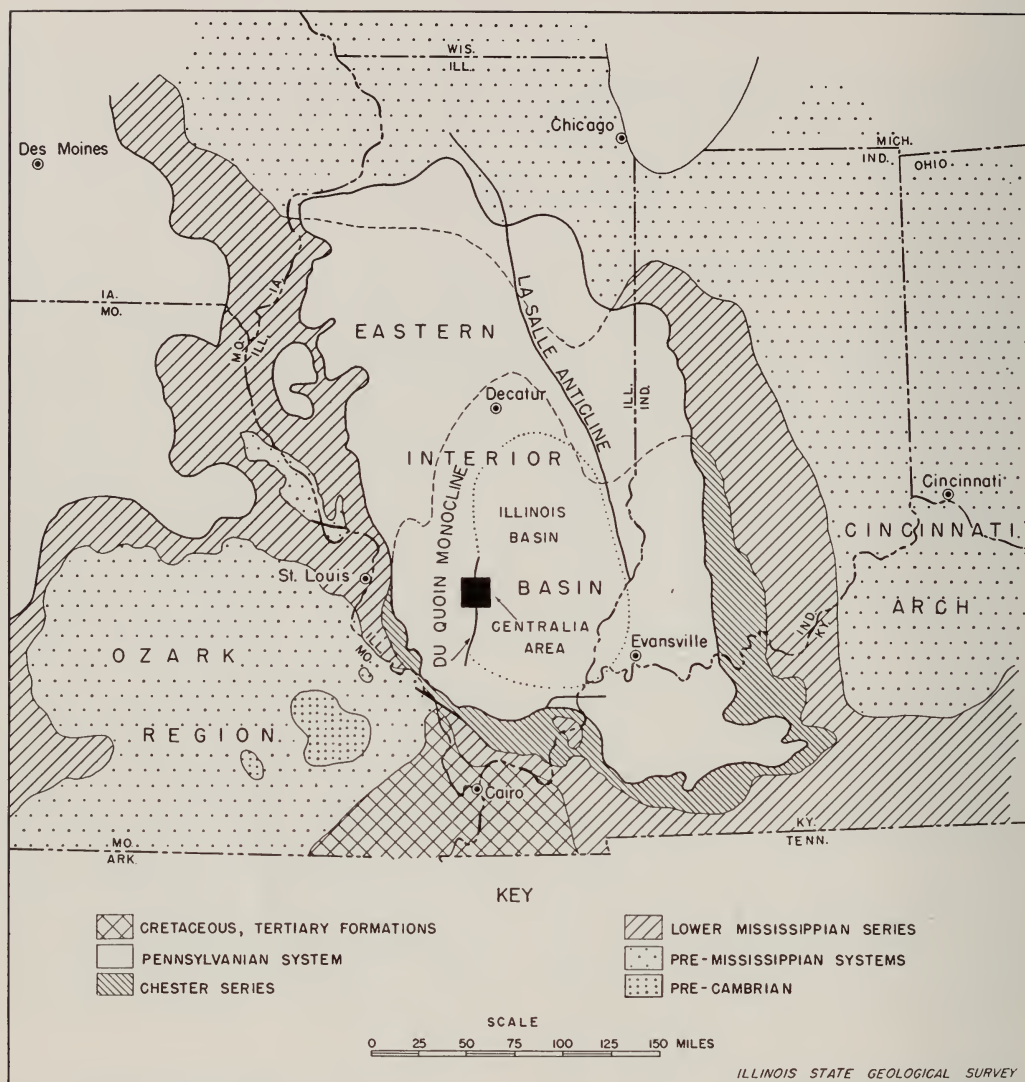 WIS.
ILL.
Chicago
Des Moines
MICH.
IND.
OHIO
IA.
MO.
IA.
MO.
ILL.
EASTERN
LA SALLE ANTICLINE
ILL.
IND.
Decatur
INTERIOR
DU QUOIN MONOCLINE
ILLINOIS
BASIN
Cincinnati
CINCINNATI
ARCH
St. Louis
BASIN
CENTRALIA
AREA
IND.
KY.
ILL.
MO.
Evansville
OZARK
REGION
Cairo
MO.
ARK.
KY.
TENN.
KEY
CRETACEOUS, TERTIARY FORMATIONS
PENNSYLVANIAN SYSTEM
CHESTER SERIES
LOWER MISSISSIPPIAN SERIES
PRE-MISSISSIPPIAN SYSTEMS
PRE-CAMBRIAN
SCALE
0 25 50 75 100 125 150 MILES
ILLINOIS STATE GEOLOGICAL SURVEY